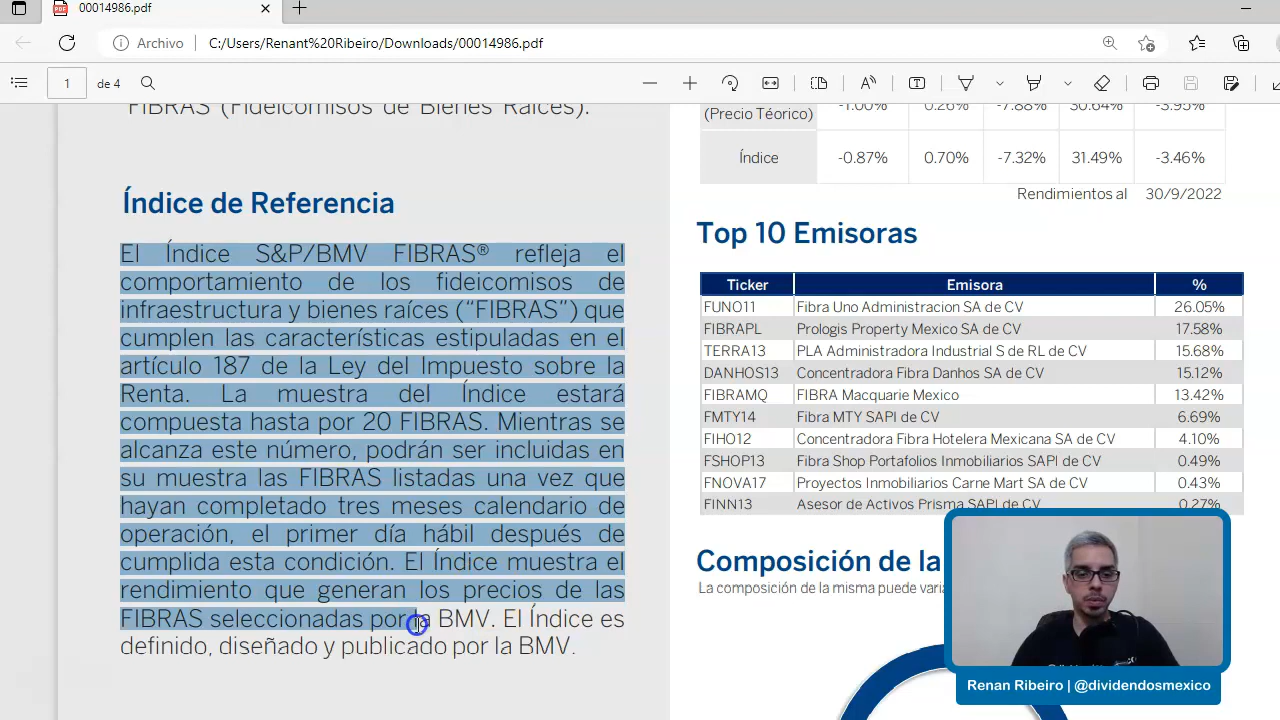 00014986.pdf
Archivo
C:/Users/Renant%20Ribeiro/Downloads/00014986.pdf
1 de 4
FIBRAS (Fideicomisos de Bienes Raíces).
Índice de Referencia
El Índice S&P/BMV FIBRAS® refleja el
comportamiento de los fideicomisos de
infraestructura y bienes raíces (“FIBRAS”) que
cumplen las características estipuladas en el
artículo 187 de la Ley del Impuesto sobre la
Renta. La muestra del Índice estará
compuesta hasta por 20 FIBRAS. Mientras se
alcanza este número, podrán ser incluidas en
su muestra las FIBRAS listadas una vez que
hayan completado tres meses calendario de
operación, el primer día hábil después de
cumplida esta condición. El Índice muestra el
rendimiento que generan los precios de las
FIBRAS seleccionadas por la BMV. El Índice es
definido, diseñado y publicado por la BMV.
(Precio Téorico) -1.00% 0.26% -7.88% 30.64% -3.95%
Índice -0.87% 0.70% -7.32% 31.49% -3.46%
Rendimientos al 30/9/2022
Top 10 Emisoras
Ticker Emisora %
FUNO11 Fibra Uno Administracion SA de CV 26.05%
FIBRAPL Prologis Property Mexico SA de CV 17.58%
TERRA13 PLA Administradora Industrial S de RL de CV 15.68%
DANHOS13 Concentradora Fibra Danhos SA de CV 15.12%
FIBRAMQ FIBRA Macquarie Mexico 13.42%
FMTY14 Fibra MTY SAPI de CV 6.69%
FIHO12 Concentradora Fibra Hotelera Mexicana SA de CV 4.10%
FSHOP13 Fibra Shop Portafolios Inmobiliarios SAPI de CV 0.49%
FNOVA17 Proyectos Inmobiliarios Carne Mart SA de CV 0.43%
FINN13 Asesor de Activos Prisma SAPI de CV 0.27%
Composición de la
La composición de la misma puede varia
Renan Ribeiro | @dividendosmexico